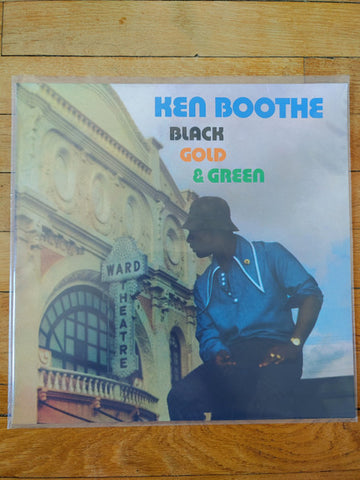 KEN BOOTHE
BLACK
GOLD
& GREEN
WARD
THEATRE